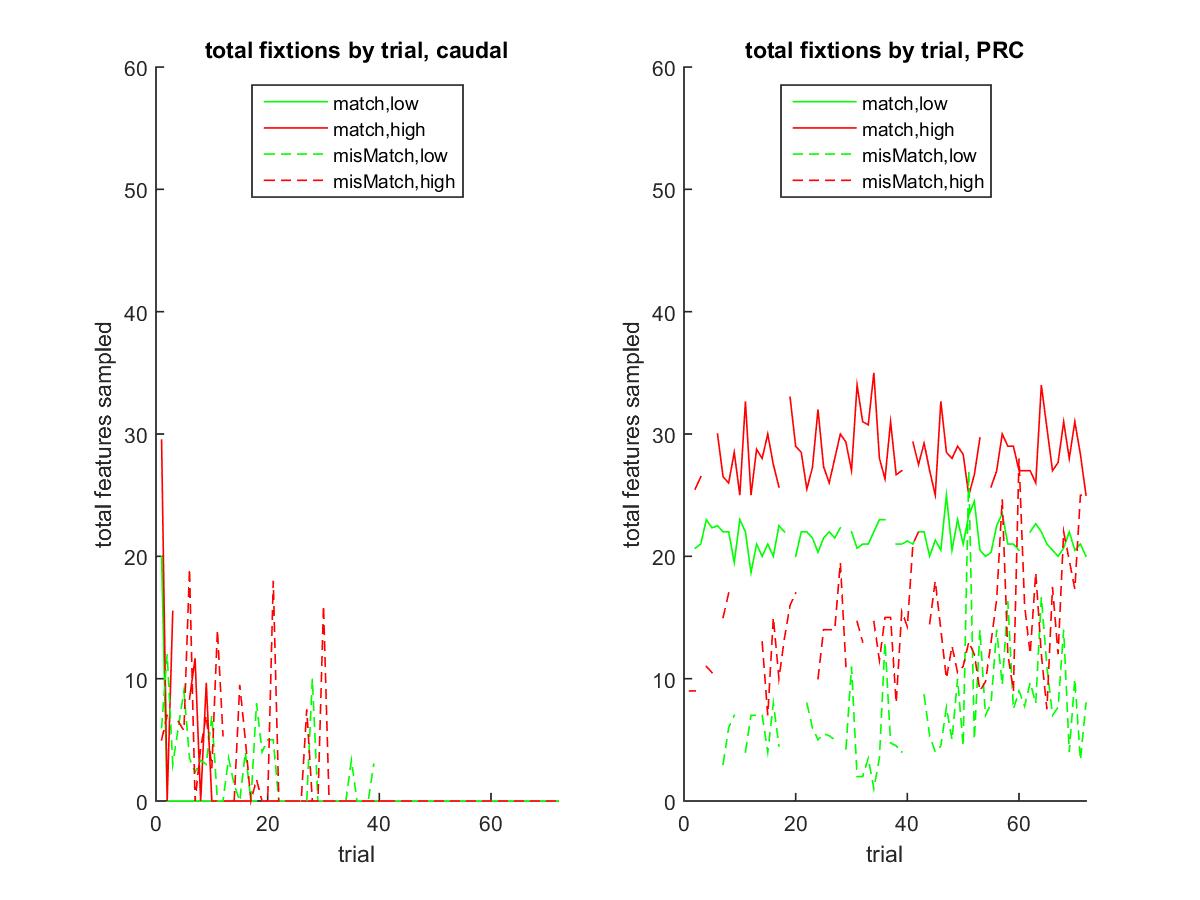 total fixtions by trial, caudal
60
50
40
30
20
10
0
0 20 40 60
total features sampled
trial
match,low
match,high
misMatch,low
misMatch,high
total fixtions by trial, PRC
60
50
40
30
20
10
0
0 20 40 60
total features sampled
trial
match,low
match,high
misMatch,low
misMatch,high